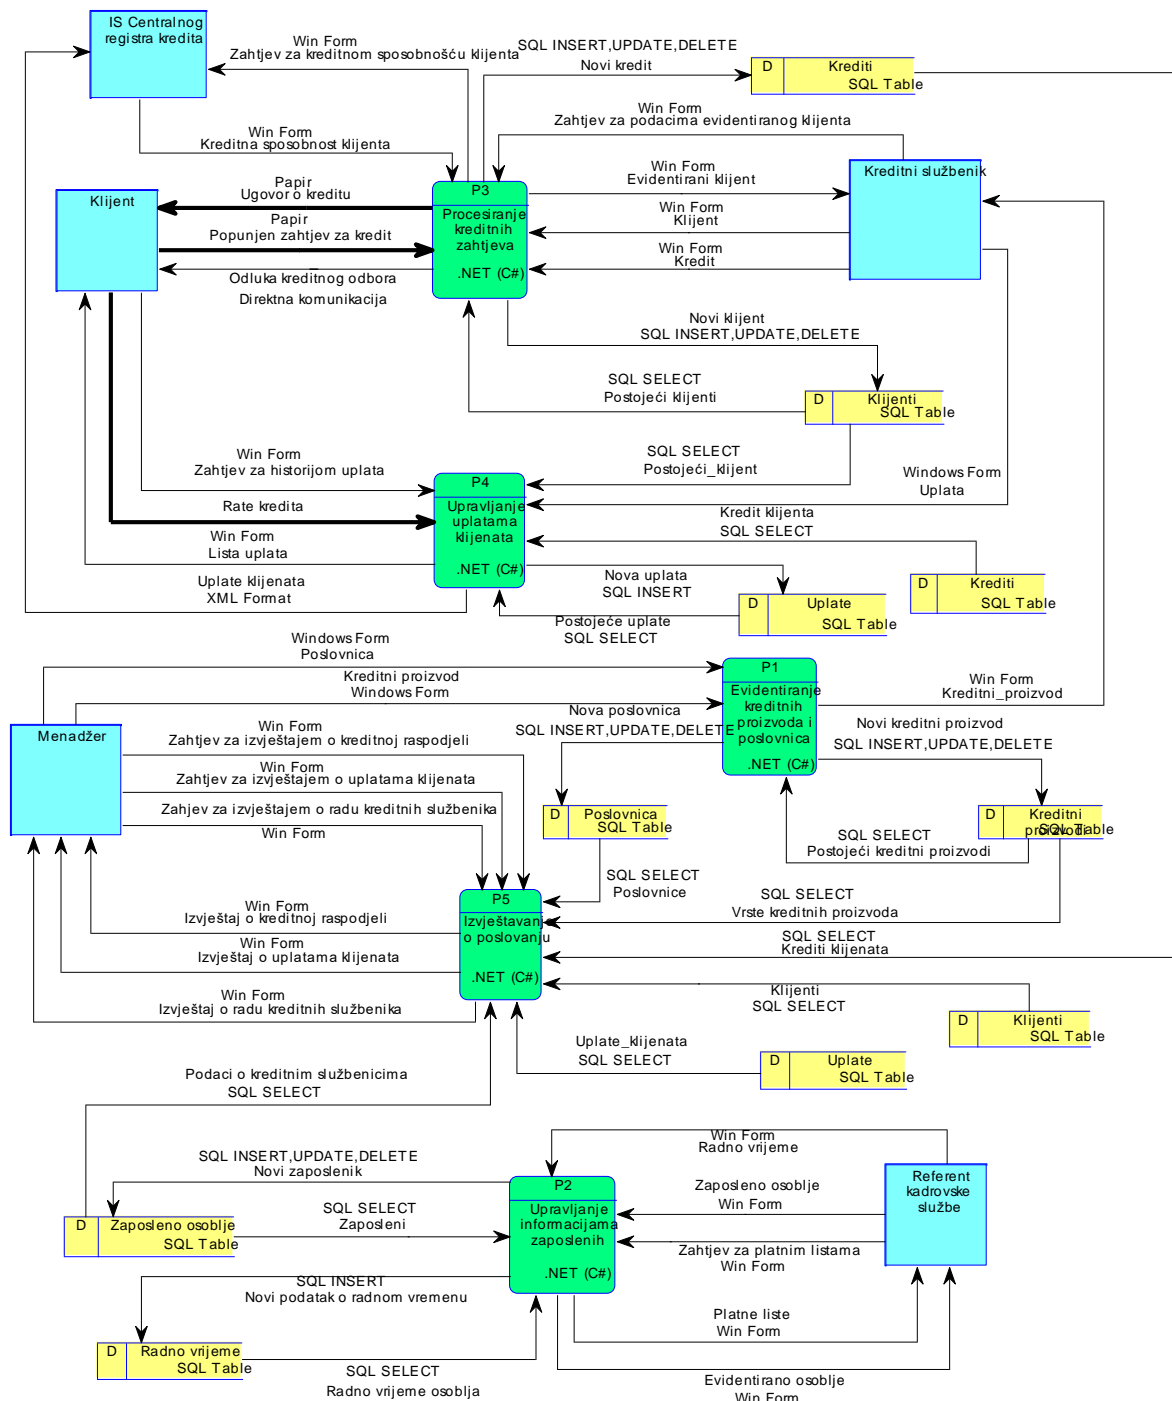 IS Centralnog
registra kredita
Win Form
Zahtjev za kreditnom sposobnošću klijenta
SQL INSERT,UPDATE,DELETE
Novi kredit
D
Krediti
SQL Table
Win Form
Kreditna sposobnost klijenta
Win Form
Zahtjev za podacima evidentiranog klijenta
Klijent
Papir
Ugovor o kreditu
Papir
Popunjen zahtjev za kredit
Odluka kreditnog odbora
Direktna komunikacija
P3
Procesiranje
kreditnih
zahtjeva
.NET (C#)
Win Form
Evidentirani klijent
Win Form
Klijent
Win Form
Kredit
Kreditni službenik
Novi klijent
SQL INSERT,UPDATE,DELETE
SQL SELECT
Postojeći klijenti
D
Klijenti
SQL Table
Win Form
Zahtjev za historijom uplata
Rate kredita
Win Form
Lista uplata
Uplate klijenata
XML Format
P4
Upravljanje
uplatama
klijenata
.NET (C#)
SQL SELECT
Postojeći_klijent
Windows Form
Uplata
Kredit klijenta
SQL SELECT
Nova uplata
SQL INSERT
Postojeće uplate
SQL SELECT
D
Uplate
SQL Table
D
Krediti
SQL Table
Windows Form
Poslovnica
Kreditni proizvod
Windows Form
P1
Evidentiranje
kreditnih
proizvoda i
poslovnica
.NET (C#)
Win Form
Kreditni_proizvod
Menadžer
Win Form
Zahtjev za izvještajem o kreditnoj raspodjeli
Win Form
Zahtjev za izvještajem o uplatama klijenata
Zahjev za izvještajem o radu kreditnih službenika
Win Form
Nova poslovnica
SQL INSERT,UPDATE,DELETE
Novi kreditni proizvod
SQL INSERT,UPDATE,DELETE
D
Poslovnica
SQL Table
D
Kreditni
proizvodi
SQL Table
SQL SELECT
Postojeći kreditni proizvodi
SQL SELECT
Poslovnice
P5
Izvještavanje
o poslovanju
.NET (C#)
SQL SELECT
Vrste kreditnih proizvoda
SQL SELECT
Krediti klijenata
Win Form
Izvještaj o kreditnoj raspodjeli
Win Form
Izvještaj o uplatama klijenata
Win Form
Izvještaj o radu kreditnih službenika
Klijenti
SQL SELECT
D
Klijenti
SQL Table
Uplate_klijenata
SQL SELECT
D
Uplate
SQL Table
Podaci o kreditnim službenicima
SQL SELECT
SQL INSERT,UPDATE,DELETE
Novi zaposlenik
SQL SELECT
Zaposleni
D
Zaposleno osoblje
SQL Table
P2
Upravljanje
informacijama
zaposlenih
.NET (C#)
Win Form
Radno vrijeme
Zaposleno osoblje
Win Form
Zahtjev za platnim listama
Win Form
Referent
kadrovske
službe
SQL INSERT
Novi podatak o radnom vremenu
D
Radno vrijeme
SQL Table
SQL SELECT
Radno vrijeme osoblja
Platne liste
Win Form
Evidentirano osoblje
Win Form